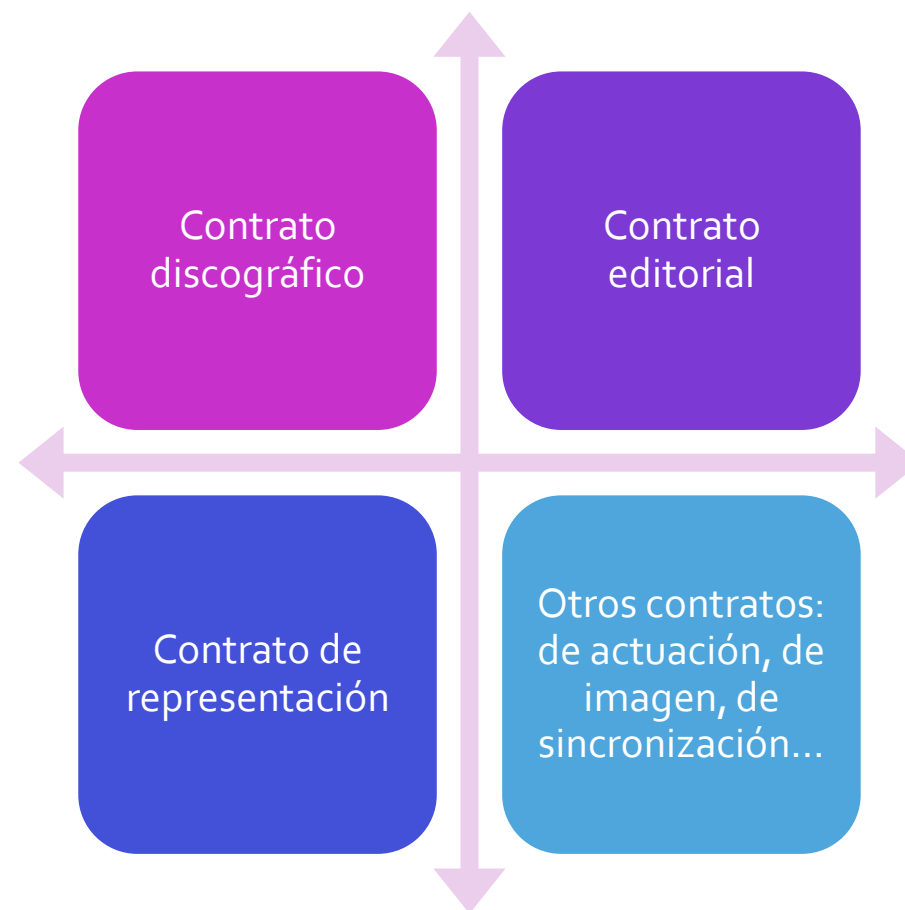 Contrato
discográfico
Contrato
editorial
Contrato de
representación
Otros contratos:
de actuación, de
imagen, de
sincronización...